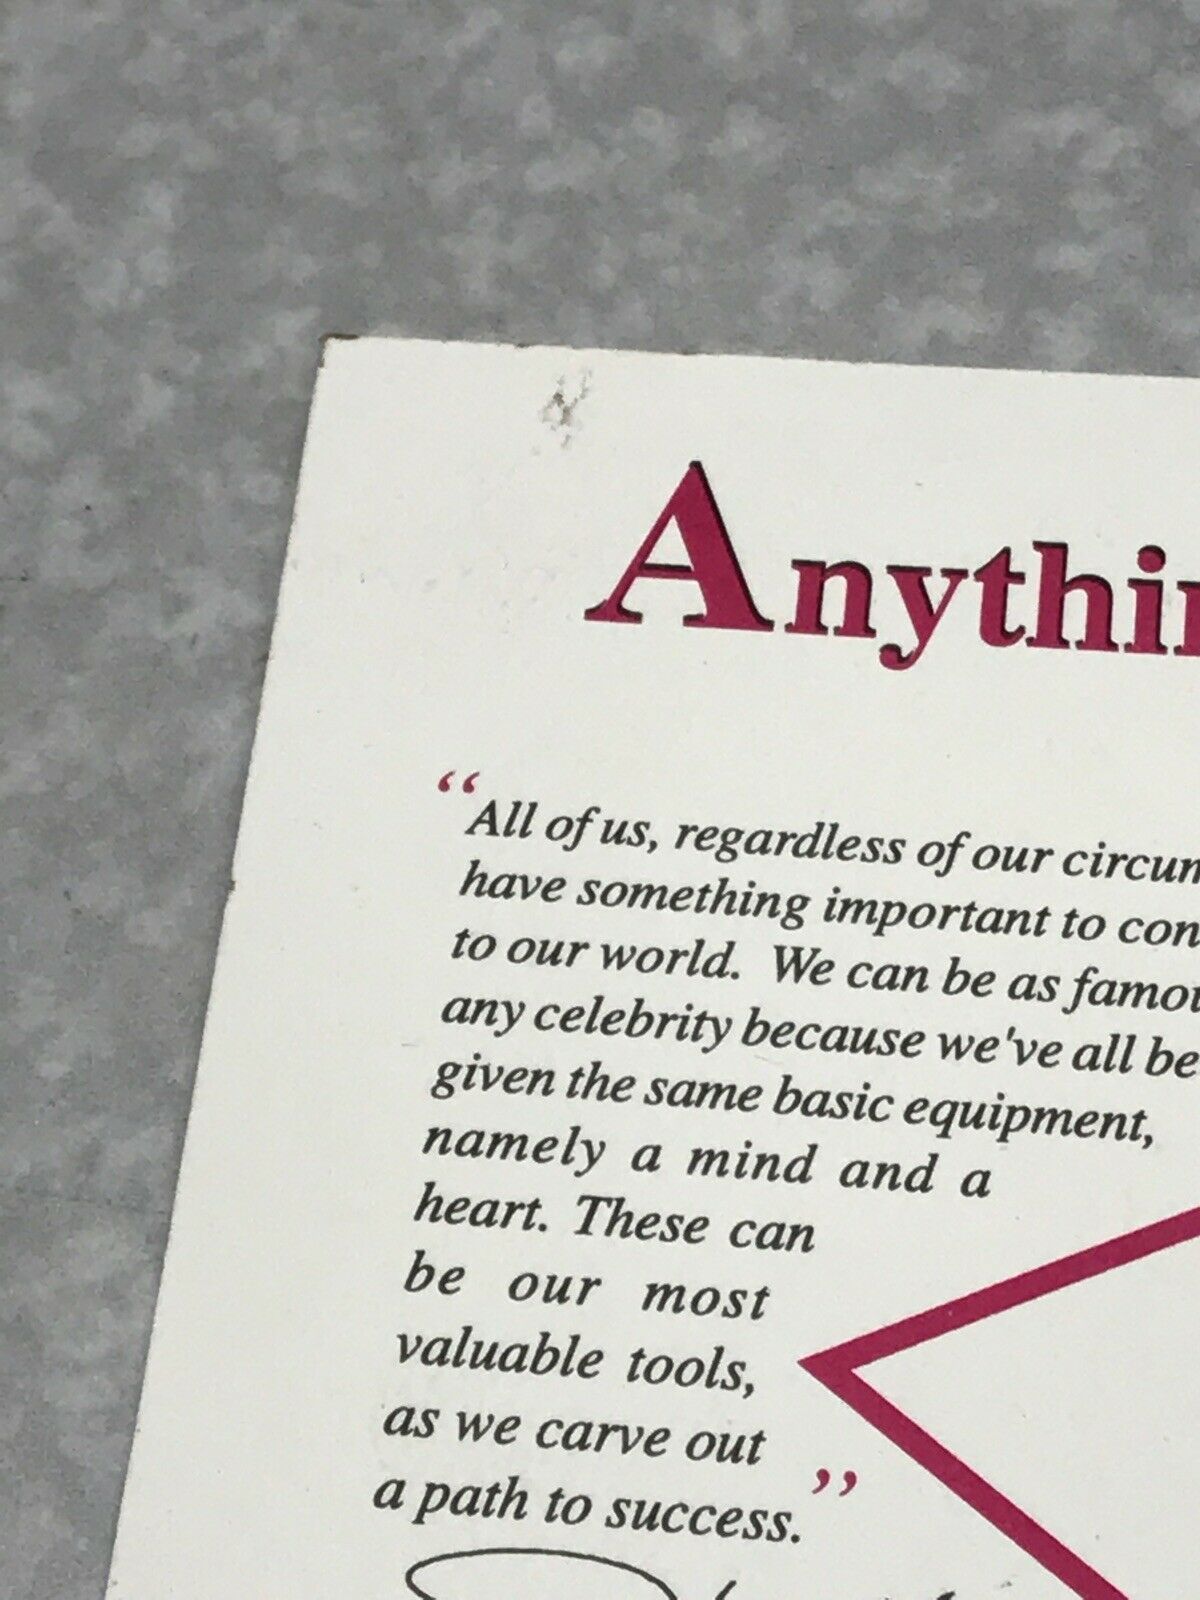 Anythin
“All of us, regardless of our circum
have something important to con
to our world. We can be as famou
any celebrity because we've all be
given the same basic equipment,
namely a mind and a
heart. These can
be our most
valuable tools,
as we carve out
a path to success.”